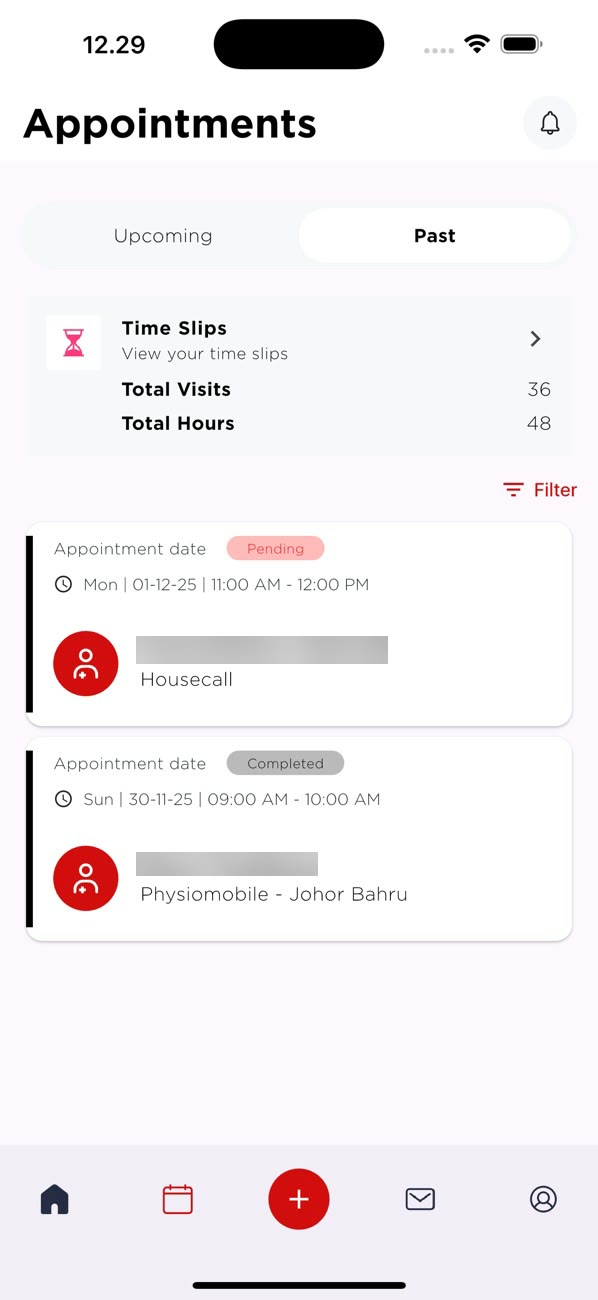 12.29
Appointments
Upcoming
Past
Time Slips
View your time slips
Total Visits 36
Total Hours 48
Filter
Appointment date Pending
Mon | 01-12-25 | 11:00 AM - 12:00 PM
Housecall
Appointment date Completed
Sun | 30-11-25 | 09:00 AM - 10:00 AM
Physiomobile - Johor Bahru